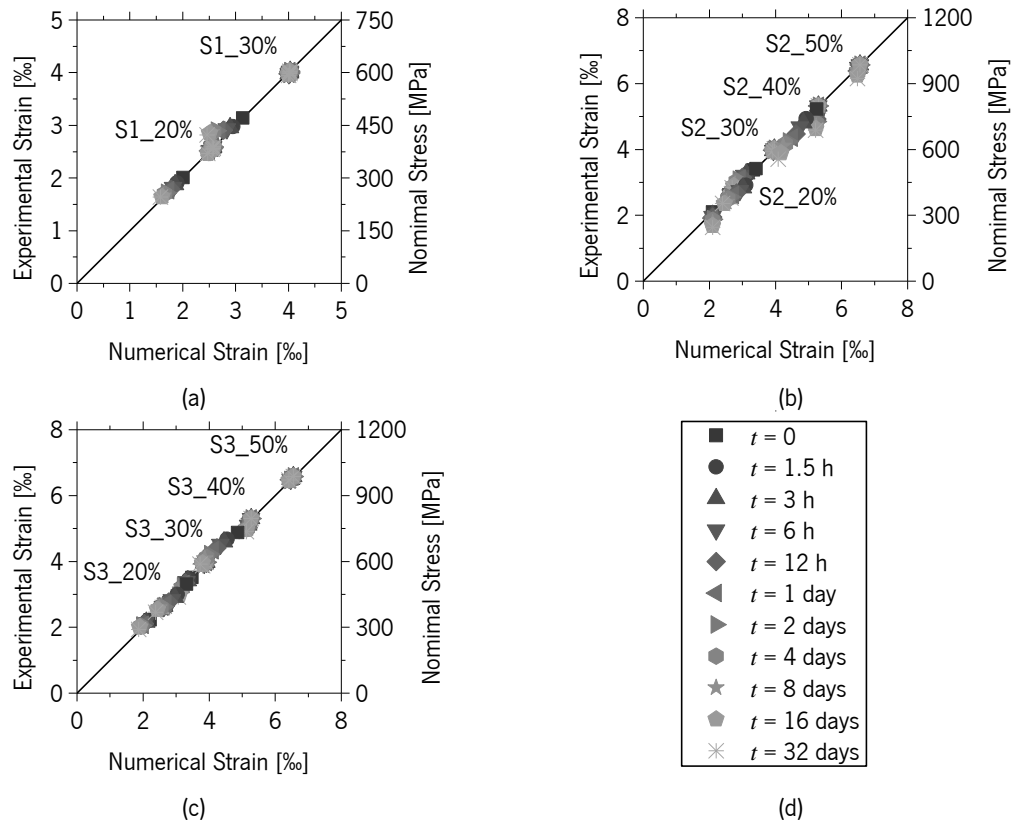 5
4
3
2
1
0
Experimental Strain [‰]
S1_30%
S1_20%
750
600
450
300
150
0
Nomimal Stress [MPa]
0 1 2 3 4 5
Numerical Strain [‰]
(a)
8
6
4
2
0
Experimental Strain [‰]
S2_50%
S2_40%
S2_30%
S2_20%
1200
900
600
300
0
Nomimal Stress [MPa]
0 2 4 6 8
Numerical Strain [‰]
(b)
8
6
4
2
0
Experimental Strain [‰]
S3_50%
S3_40%
S3_30%
S3_20%
1200
900
600
300
0
Nomimal Stress [MPa]
0 2 4 6 8
Numerical Strain [‰]
(c)
t = 0
t = 1.5 h
t = 3 h
t = 6 h
t = 12 h
t = 1 day
t = 2 days
t = 4 days
t = 8 days
t = 16 days
t = 32 days
(d)